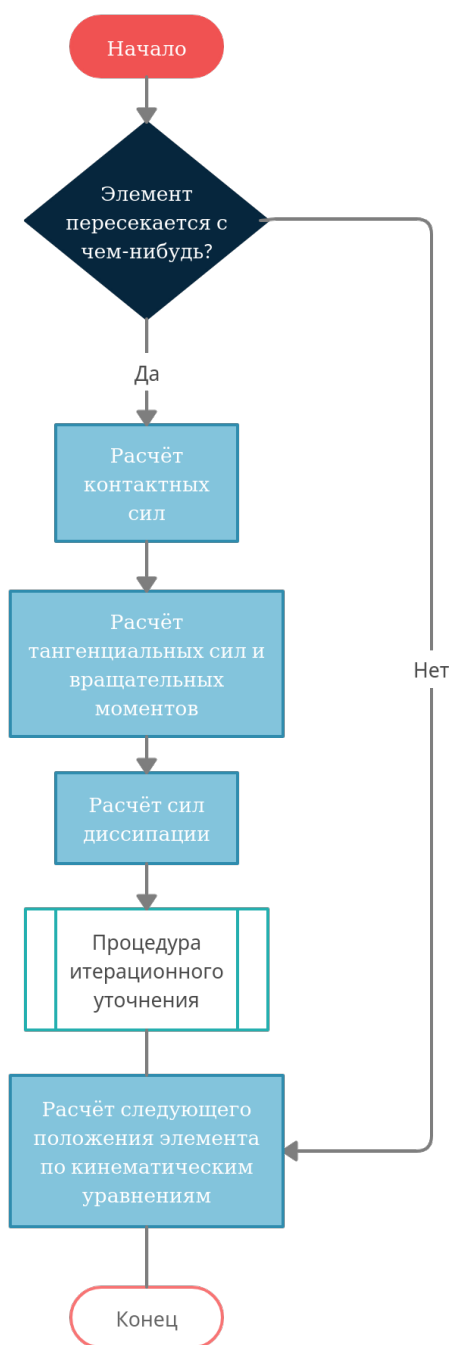 Начало
Элемент
пересекается с
чем-нибудь?
Да
Расчёт
контактных
сил
Расчёт
тангенциальных сил и
вращательных
моментов
Нет
Расчёт сил
диссипации
Процедура
итерационного
уточнения
Расчёт следующего
положения элемента
по кинематическим
уравнениям
Конец